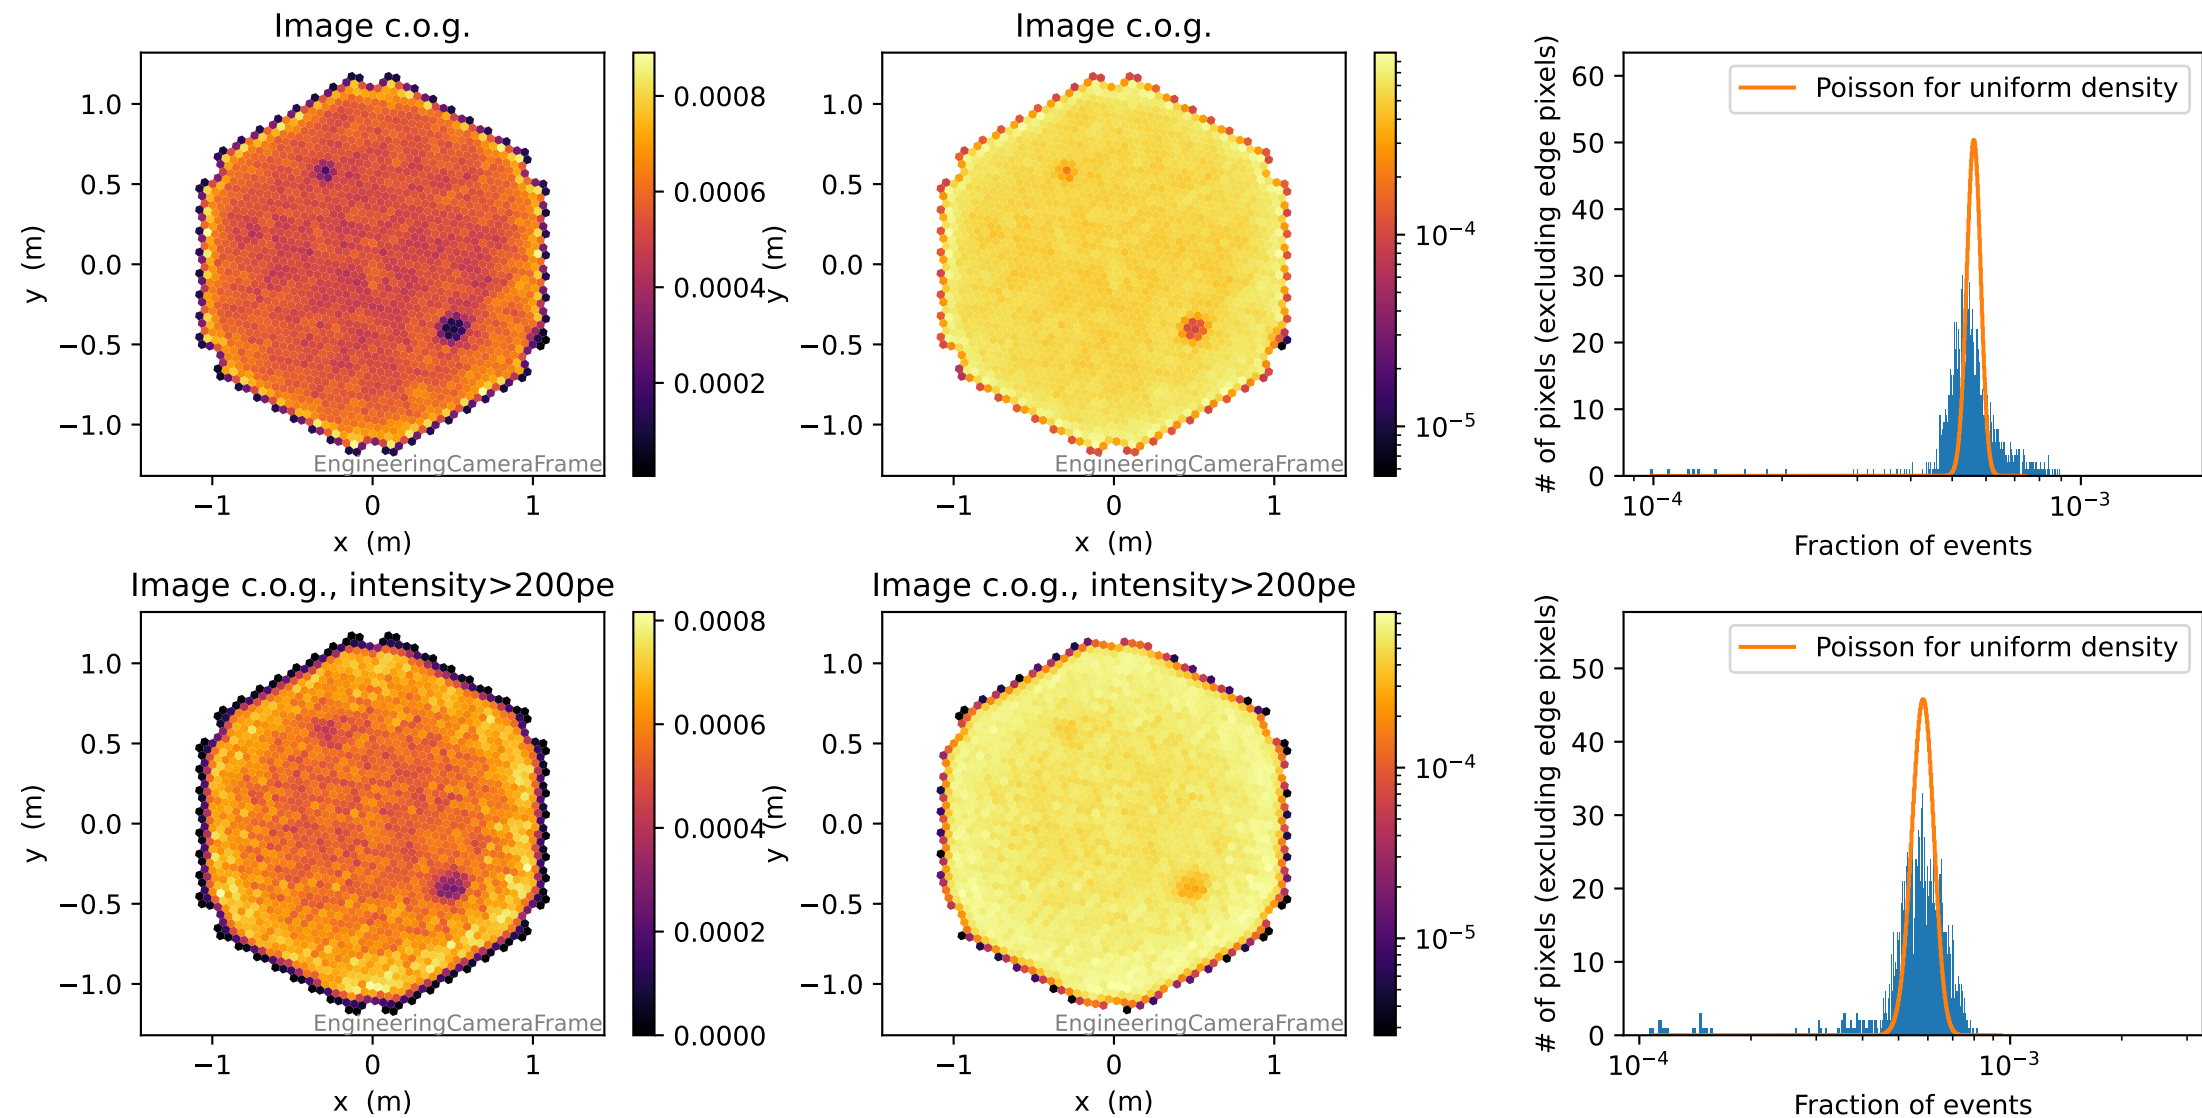 Image c.o.g.
1.0
0.5
0.0
−0.5
−1.0
y (m)
−1
0
1
x (m)
EngineeringCameraFrame
0.0008
0.0006
0.0004
0.0002
Image c.o.g.
1.0
0.5
0.0
−0.5
−1.0
y (m)
−1
0
1
x (m)
EngineeringCameraFrame
10⁻⁴
10⁻⁵
Poisson for uniform density
# of pixels (excluding edge pixels)
60
50
40
30
20
10
0
10⁻⁴
10⁻³
Fraction of events
Image c.o.g., intensity>200pe
1.0
0.5
0.0
−0.5
−1.0
y (m)
−1
0
1
x (m)
EngineeringCameraFrame
0.0008
0.0006
0.0004
0.0002
0.0000
Image c.o.g., intensity>200pe
1.0
0.5
0.0
−0.5
−1.0
y (m)
−1
0
1
x (m)
EngineeringCameraFrame
10⁻⁴
10⁻⁵
Poisson for uniform density
# of pixels (excluding edge pixels)
50
40
30
20
10
0
10⁻⁴
10⁻³
Fraction of events